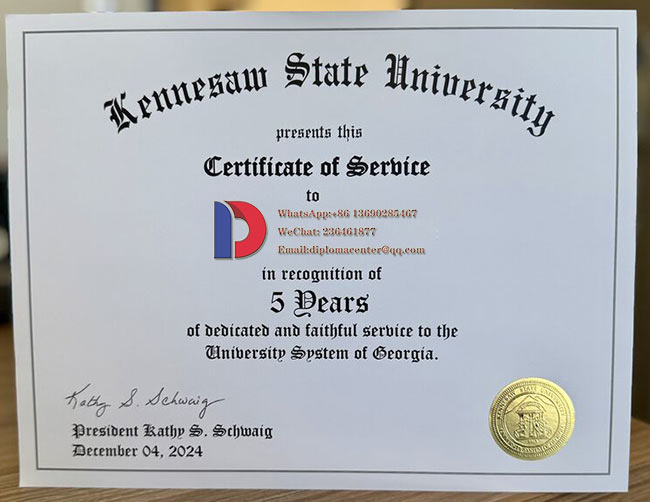 Kennesaw State University
presents this
Certificate of Service
to
WhatsApp:+86 13690285467
WeChat: 236461877
Email:diplomacenter@qq.com
in recognition of
5 Years
of dedicated and faithful service to the
University System of Georgia.
Kathy S. Schwaig
President Kathy S. Schwaig
December 04, 2024